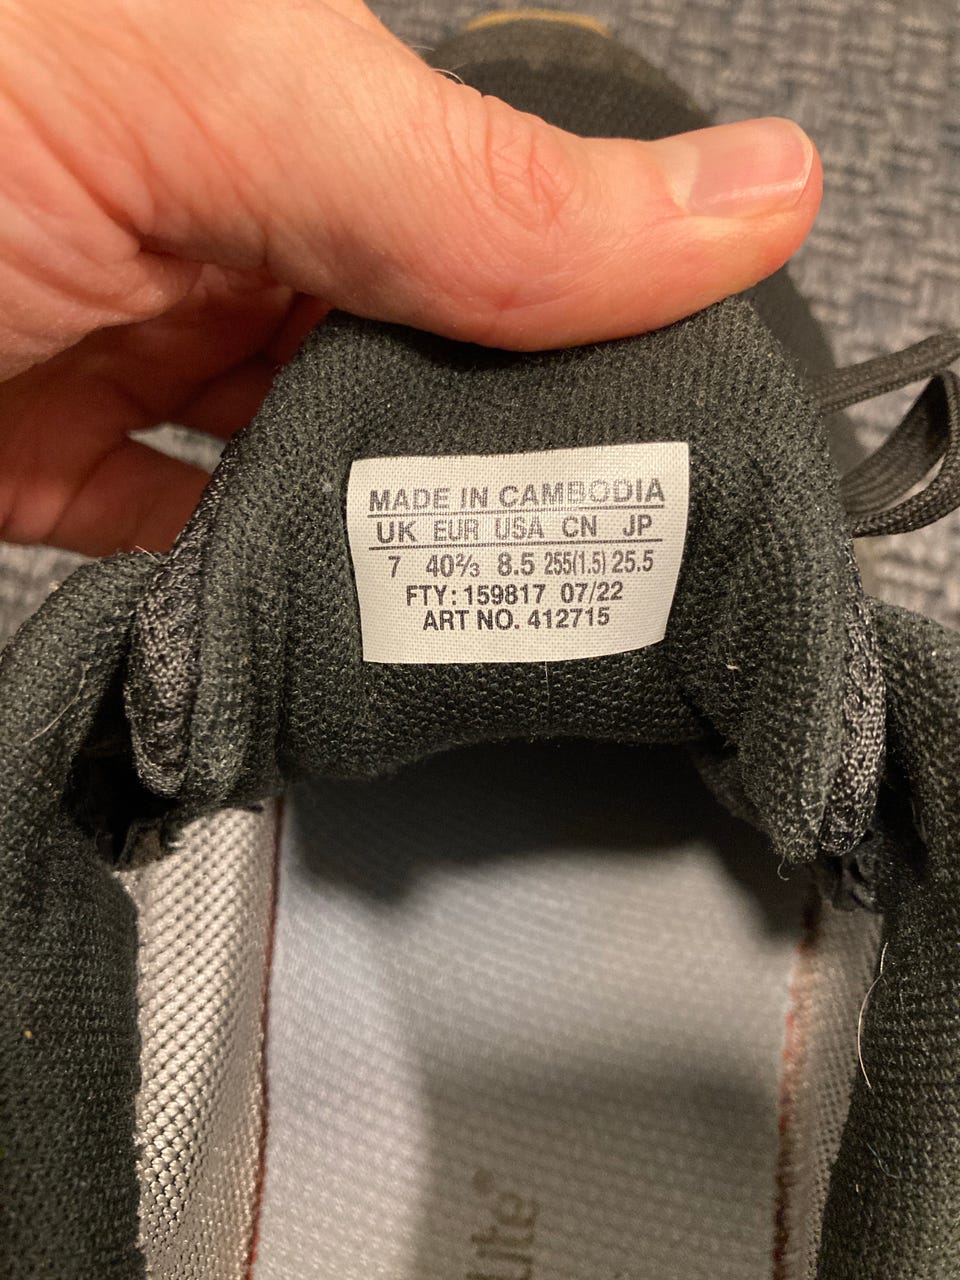 MADE IN CAMBODIA
UK EUR USA CN JP
7 40⅔ 8.5 255(1.5) 25.5
FTY: 159817 07/22
ART NO. 412715